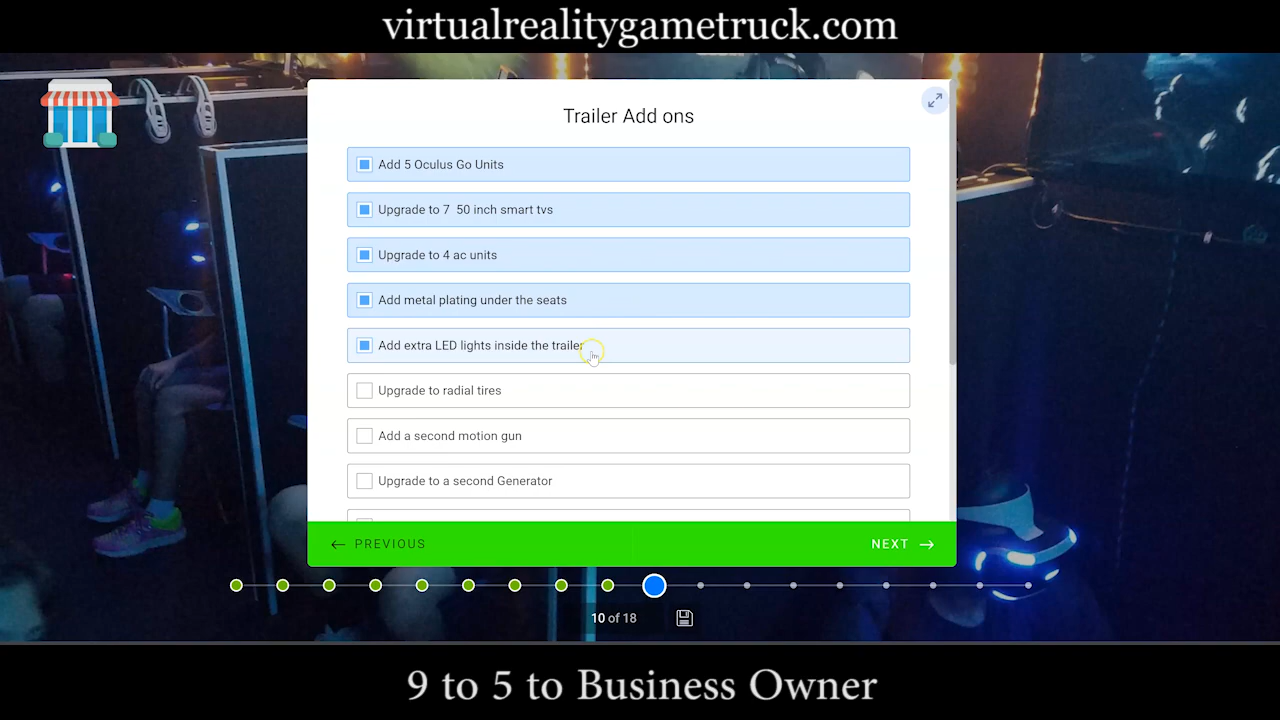 virtualrealitygametruck.com
Trailer Add ons
Add 5 Oculus Go Units
Upgrade to 7 50 inch smart tvs
Upgrade to 4 ac units
Add metal plating under the seats
Add extra LED lights inside the trailer
Upgrade to radial tires
Add a second motion gun
Upgrade to a second Generator
← PREVIOUS
NEXT →
10 of 18
9 to 5 to Business Owner